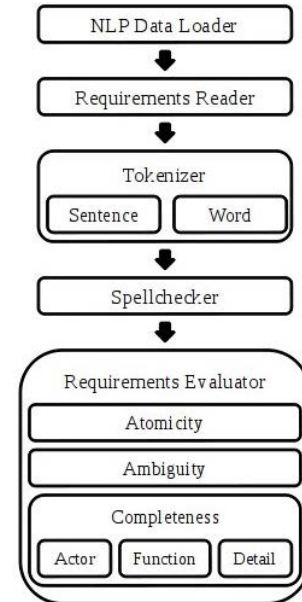 NLP Data Loader
Requirements Reader
Tokenizer
Sentence Word
Spellchecker
Requirements Evaluator
Atomicity
Ambiguity
Completeness
Actor Function Detail